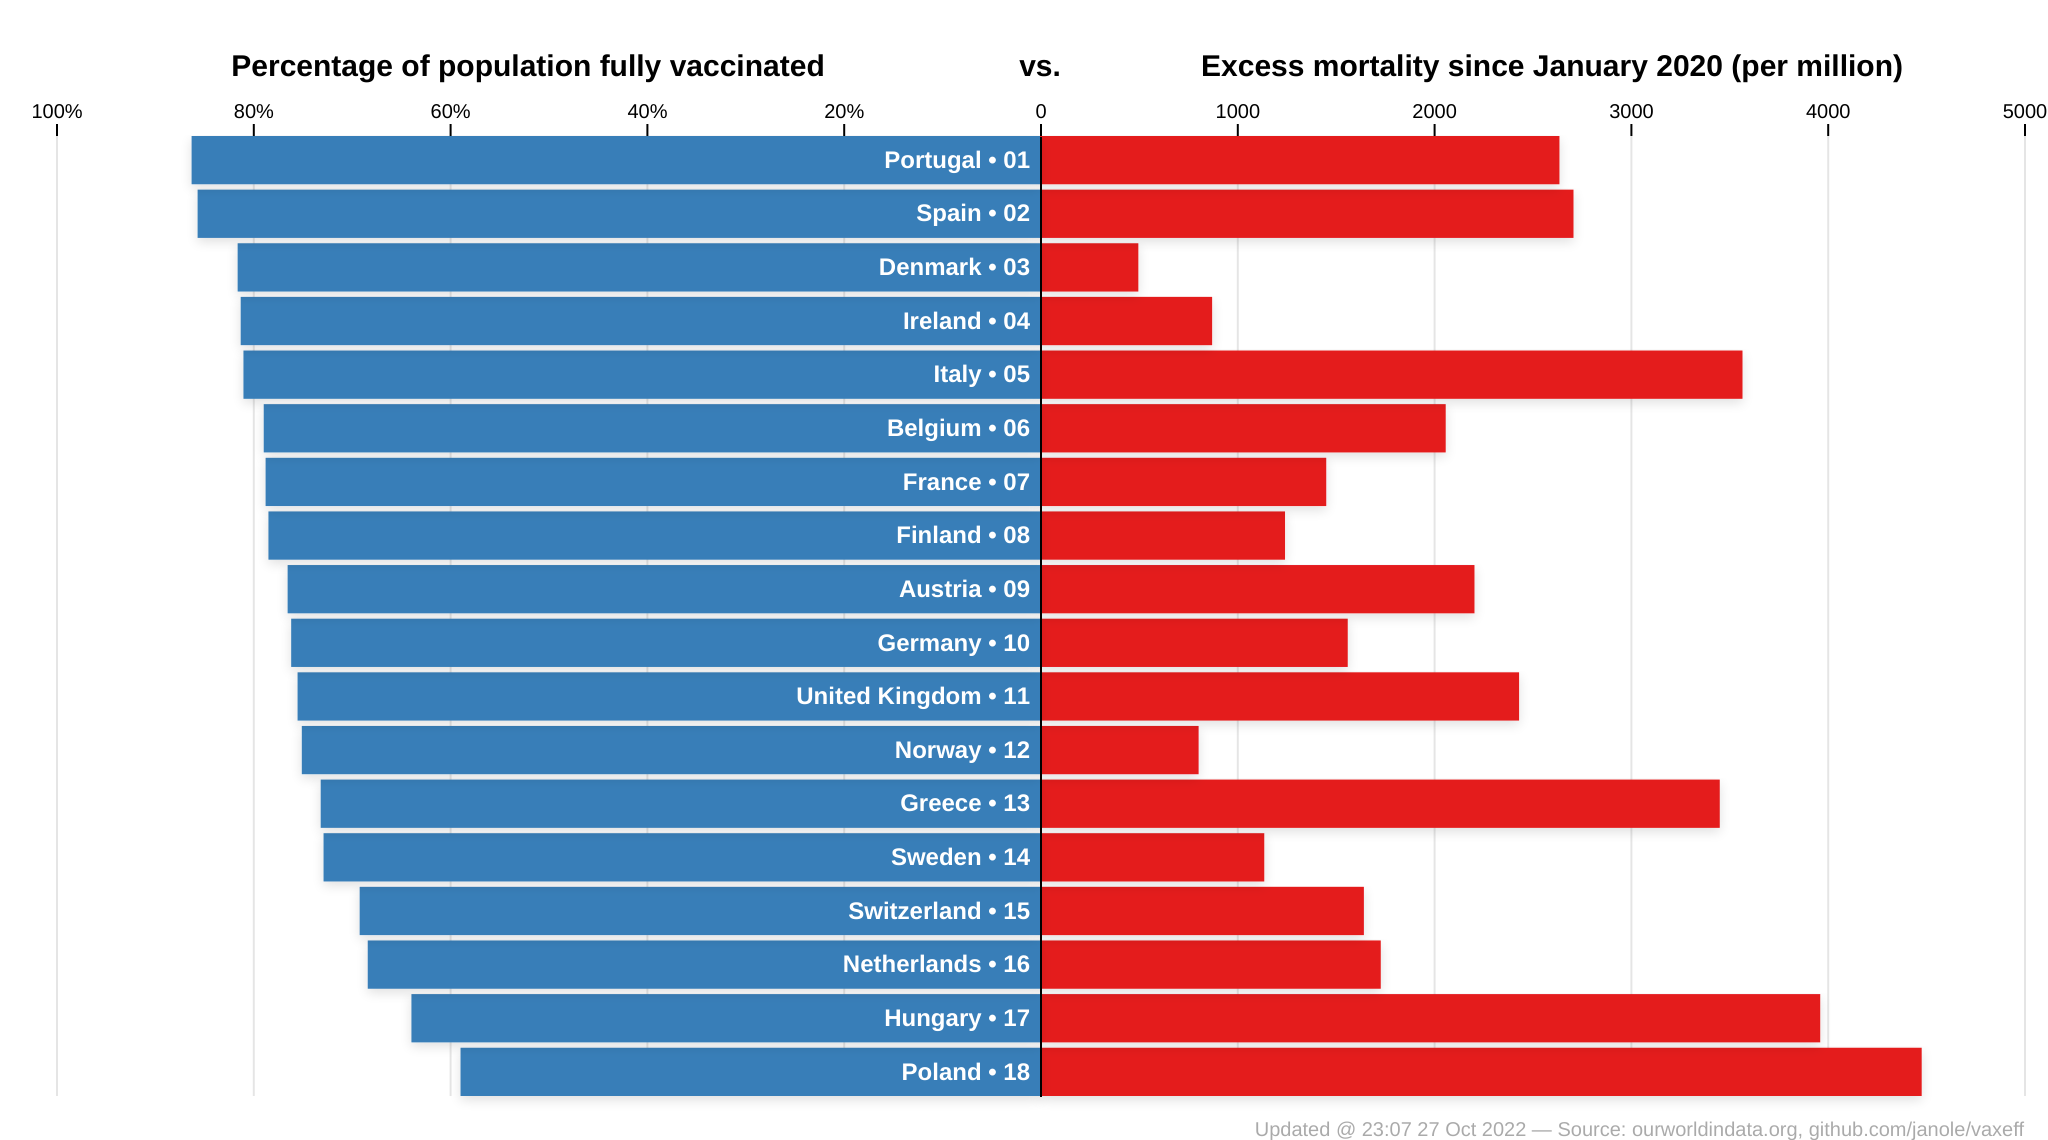 Percentage of population fully vaccinated vs. Excess mortality since January 2020 (per million)
100% 80% 60% 40% 20% 0 1000 2000 3000 4000 5000
Portugal • 01
Spain • 02
Denmark • 03
Ireland • 04
Italy • 05
Belgium • 06
France • 07
Finland • 08
Austria • 09
Germany • 10
United Kingdom • 11
Norway • 12
Greece • 13
Sweden • 14
Switzerland • 15
Netherlands • 16
Hungary • 17
Poland • 18
Updated @ 23:07 27 Oct 2022 — Source: ourworldindata.org, github.com/janole/vaxeff